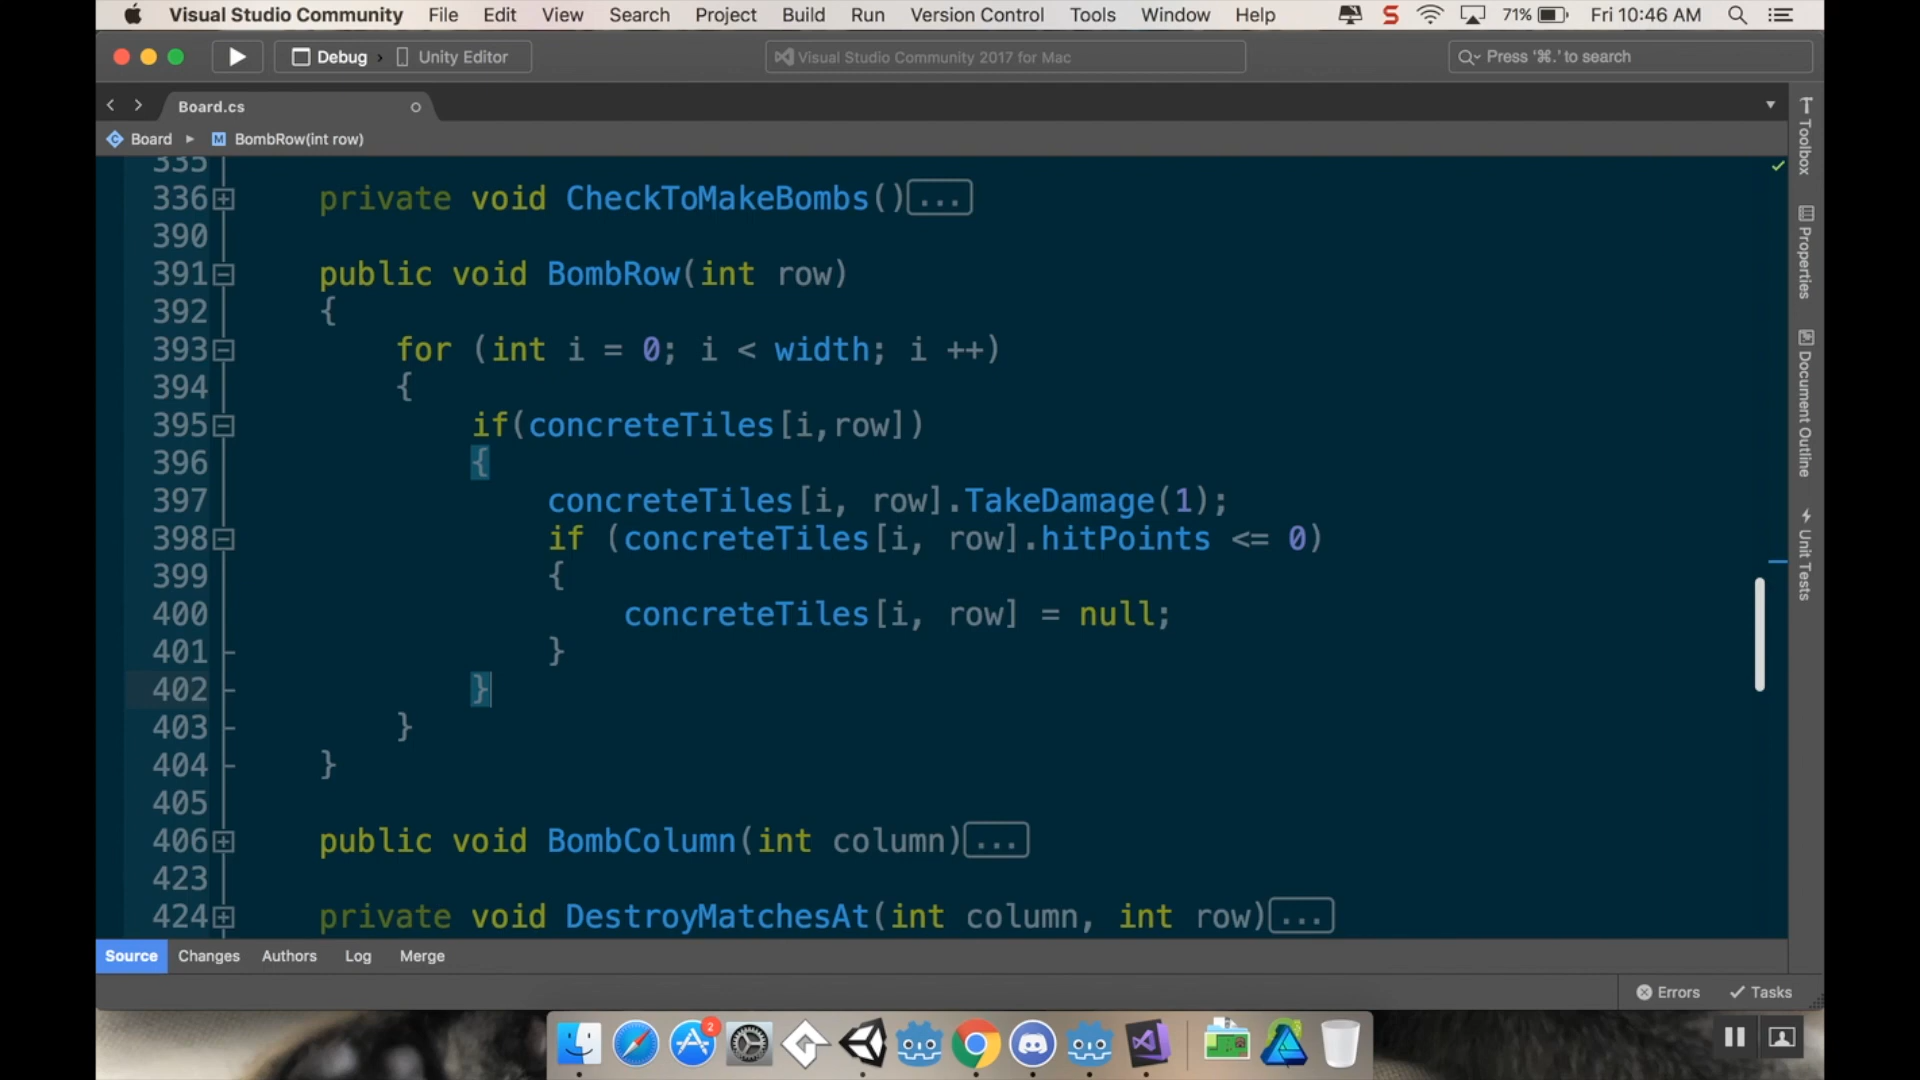 Visual Studio Community File Edit View Search Project Build Run Version Control Tools Window Help S 71% Fri 10:46 AM
Debug Unity Editor Visual Studio Community 2017 for Mac Press '⌘.' to search
Board.cs
Board BombRow(int row)
335
336 private void CheckToMakeBombs()...
390
391 public void BombRow(int row)
392 {
393 for (int i = 0; i < width; i ++)
394 {
395 if(concreteTiles[i,row])
396 {
397 concreteTiles[i, row].TakeDamage(1);
398 if (concreteTiles[i, row].hitPoints <= 0)
399 {
400 concreteTiles[i, row] = null;
401 }
402 }
403 }
404 }
405
406 public void BombColumn(int column)...
423
424 private void DestroyMatchesAt(int column, int row)...
Toolbox
Properties
Document Outline
Unit Tests
Source Changes Authors Log Merge
Errors Tasks
2